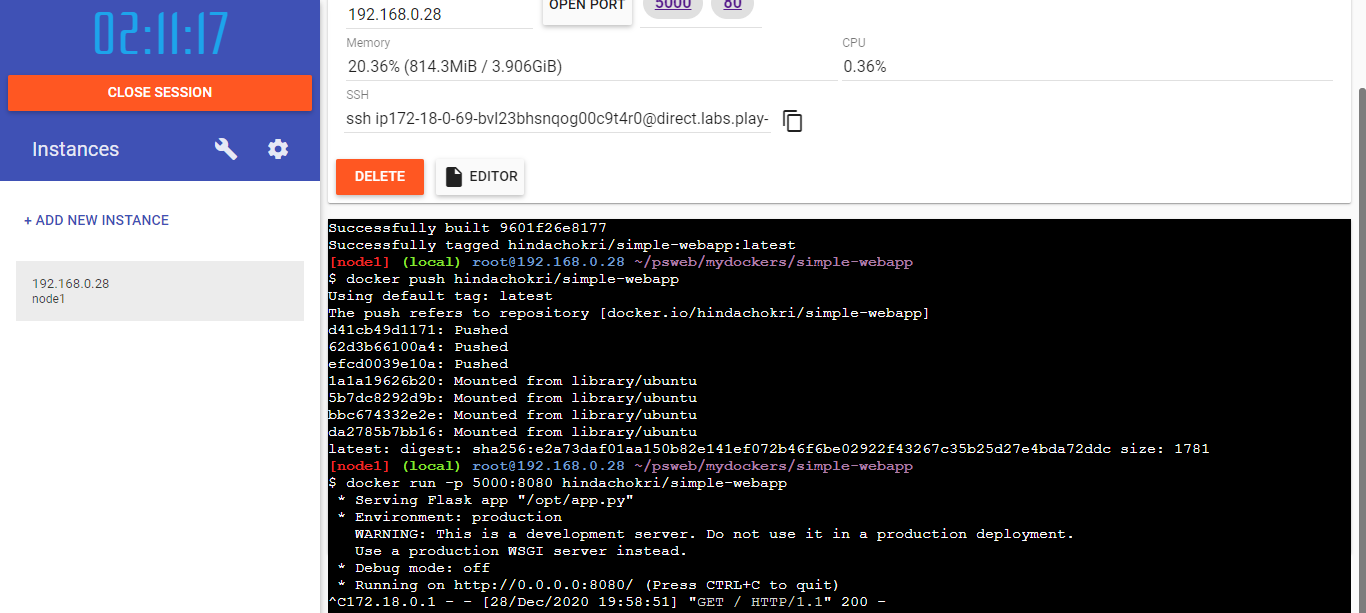 02:11:17
CLOSE SESSION
Instances
+ ADD NEW INSTANCE
192.168.0.28
node1
192.168.0.28
OPEN PORT
5000
80
Memory
20.36% (814.3MiB / 3.906GiB)
CPU
0.36%
SSH
ssh ip172-18-0-69-bvl23bhsnqog00c9t4r0@direct.labs.play-
DELETE
EDITOR
Successfully built 9601f26e8177
Successfully tagged hindachokri/simple-webapp:latest
[node1] (local) root@192.168.0.28 ~/psweb/mydockers/simple-webapp
$ docker push hindachokri/simple-webapp
Using default tag: latest
The push refers to repository [docker.io/hindachokri/simple-webapp]
d41cb49d1171: Pushed
62d3b66100a4: Pushed
efcd0039e10a: Pushed
1a1a19626b20: Mounted from library/ubuntu
5b7dc8292d9b: Mounted from library/ubuntu
bbc674332e2e: Mounted from library/ubuntu
da2785b7bb16: Mounted from library/ubuntu
latest: digest: sha256:e2a73daf01aa150b82e141ef072b46f6be02922f43267c35b25d27e4bda72ddc size: 1781
[node1] (local) root@192.168.0.28 ~/psweb/mydockers/simple-webapp
$ docker run -p 5000:8080 hindachokri/simple-webapp
* Serving Flask app "/opt/app.py"
* Environment: production
WARNING: This is a development server. Do not use it in a production deployment.
Use a production WSGI server instead.
* Debug mode: off
* Running on http://0.0.0.0:8080/ (Press CTRL+C to quit)
^C172.18.0.1 - - [28/Dec/2020 19:58:51] "GET / HTTP/1.1" 200 -